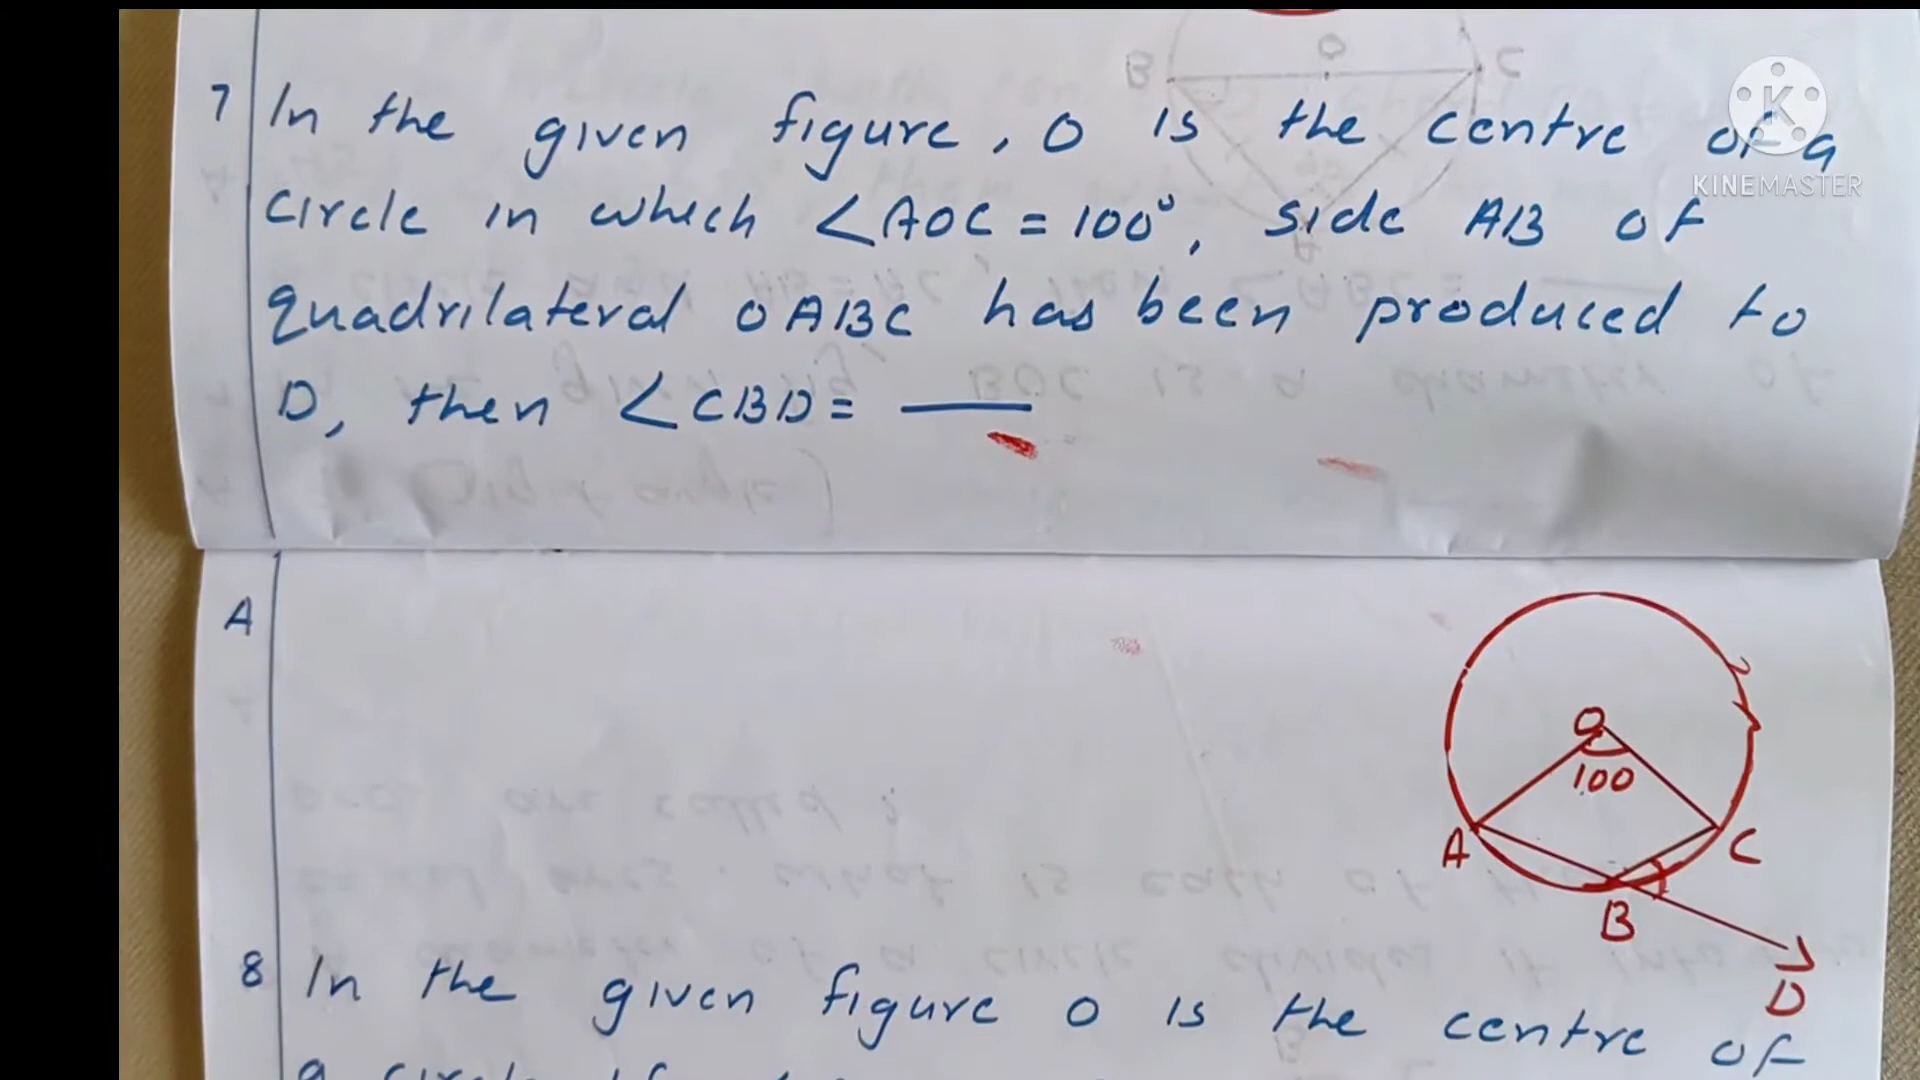 7 In the given figure, O is the centre of a
circle in which ∠AOC = 100°, side AB of
quadrilateral OABC has been produced to
D, then ∠CBD = ____
K
KINEMASTER
A
O
100
A
C
B
D
8 In the given figure O is the centre of